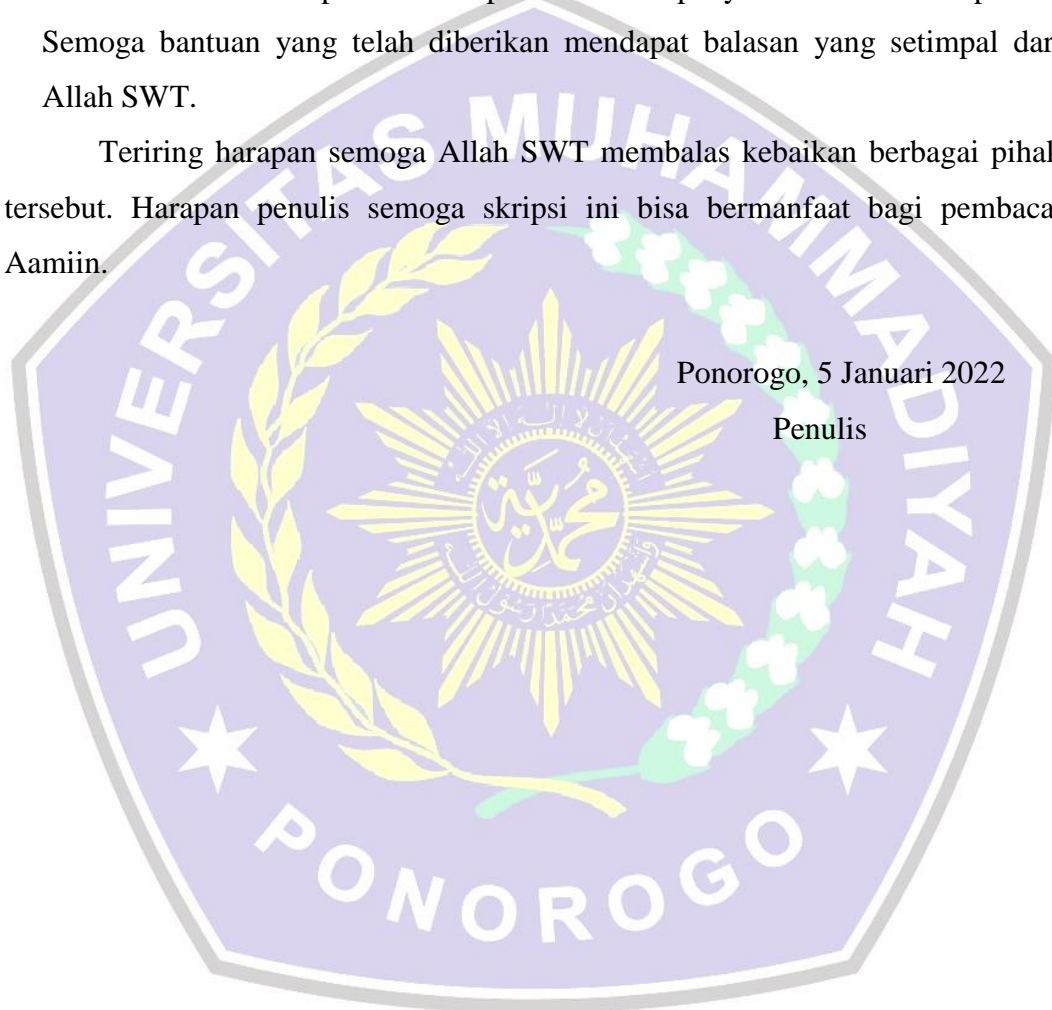 Semoga bantuan yang telah diberikan mendapat balasan yang setimpal dar
Allah SWT.
Teriring harapan semoga Allah SWT membalas kebaikan berbagai pihak
tersebut. Harapan penulis semoga skripsi ini bisa bermanfaat bagi pembaca
Aamiin.
Ponorogo, 5 Januari 2022
Penulis
UNIVERSITAS MUHAMMADIYAH
PONOROGO
محمدية